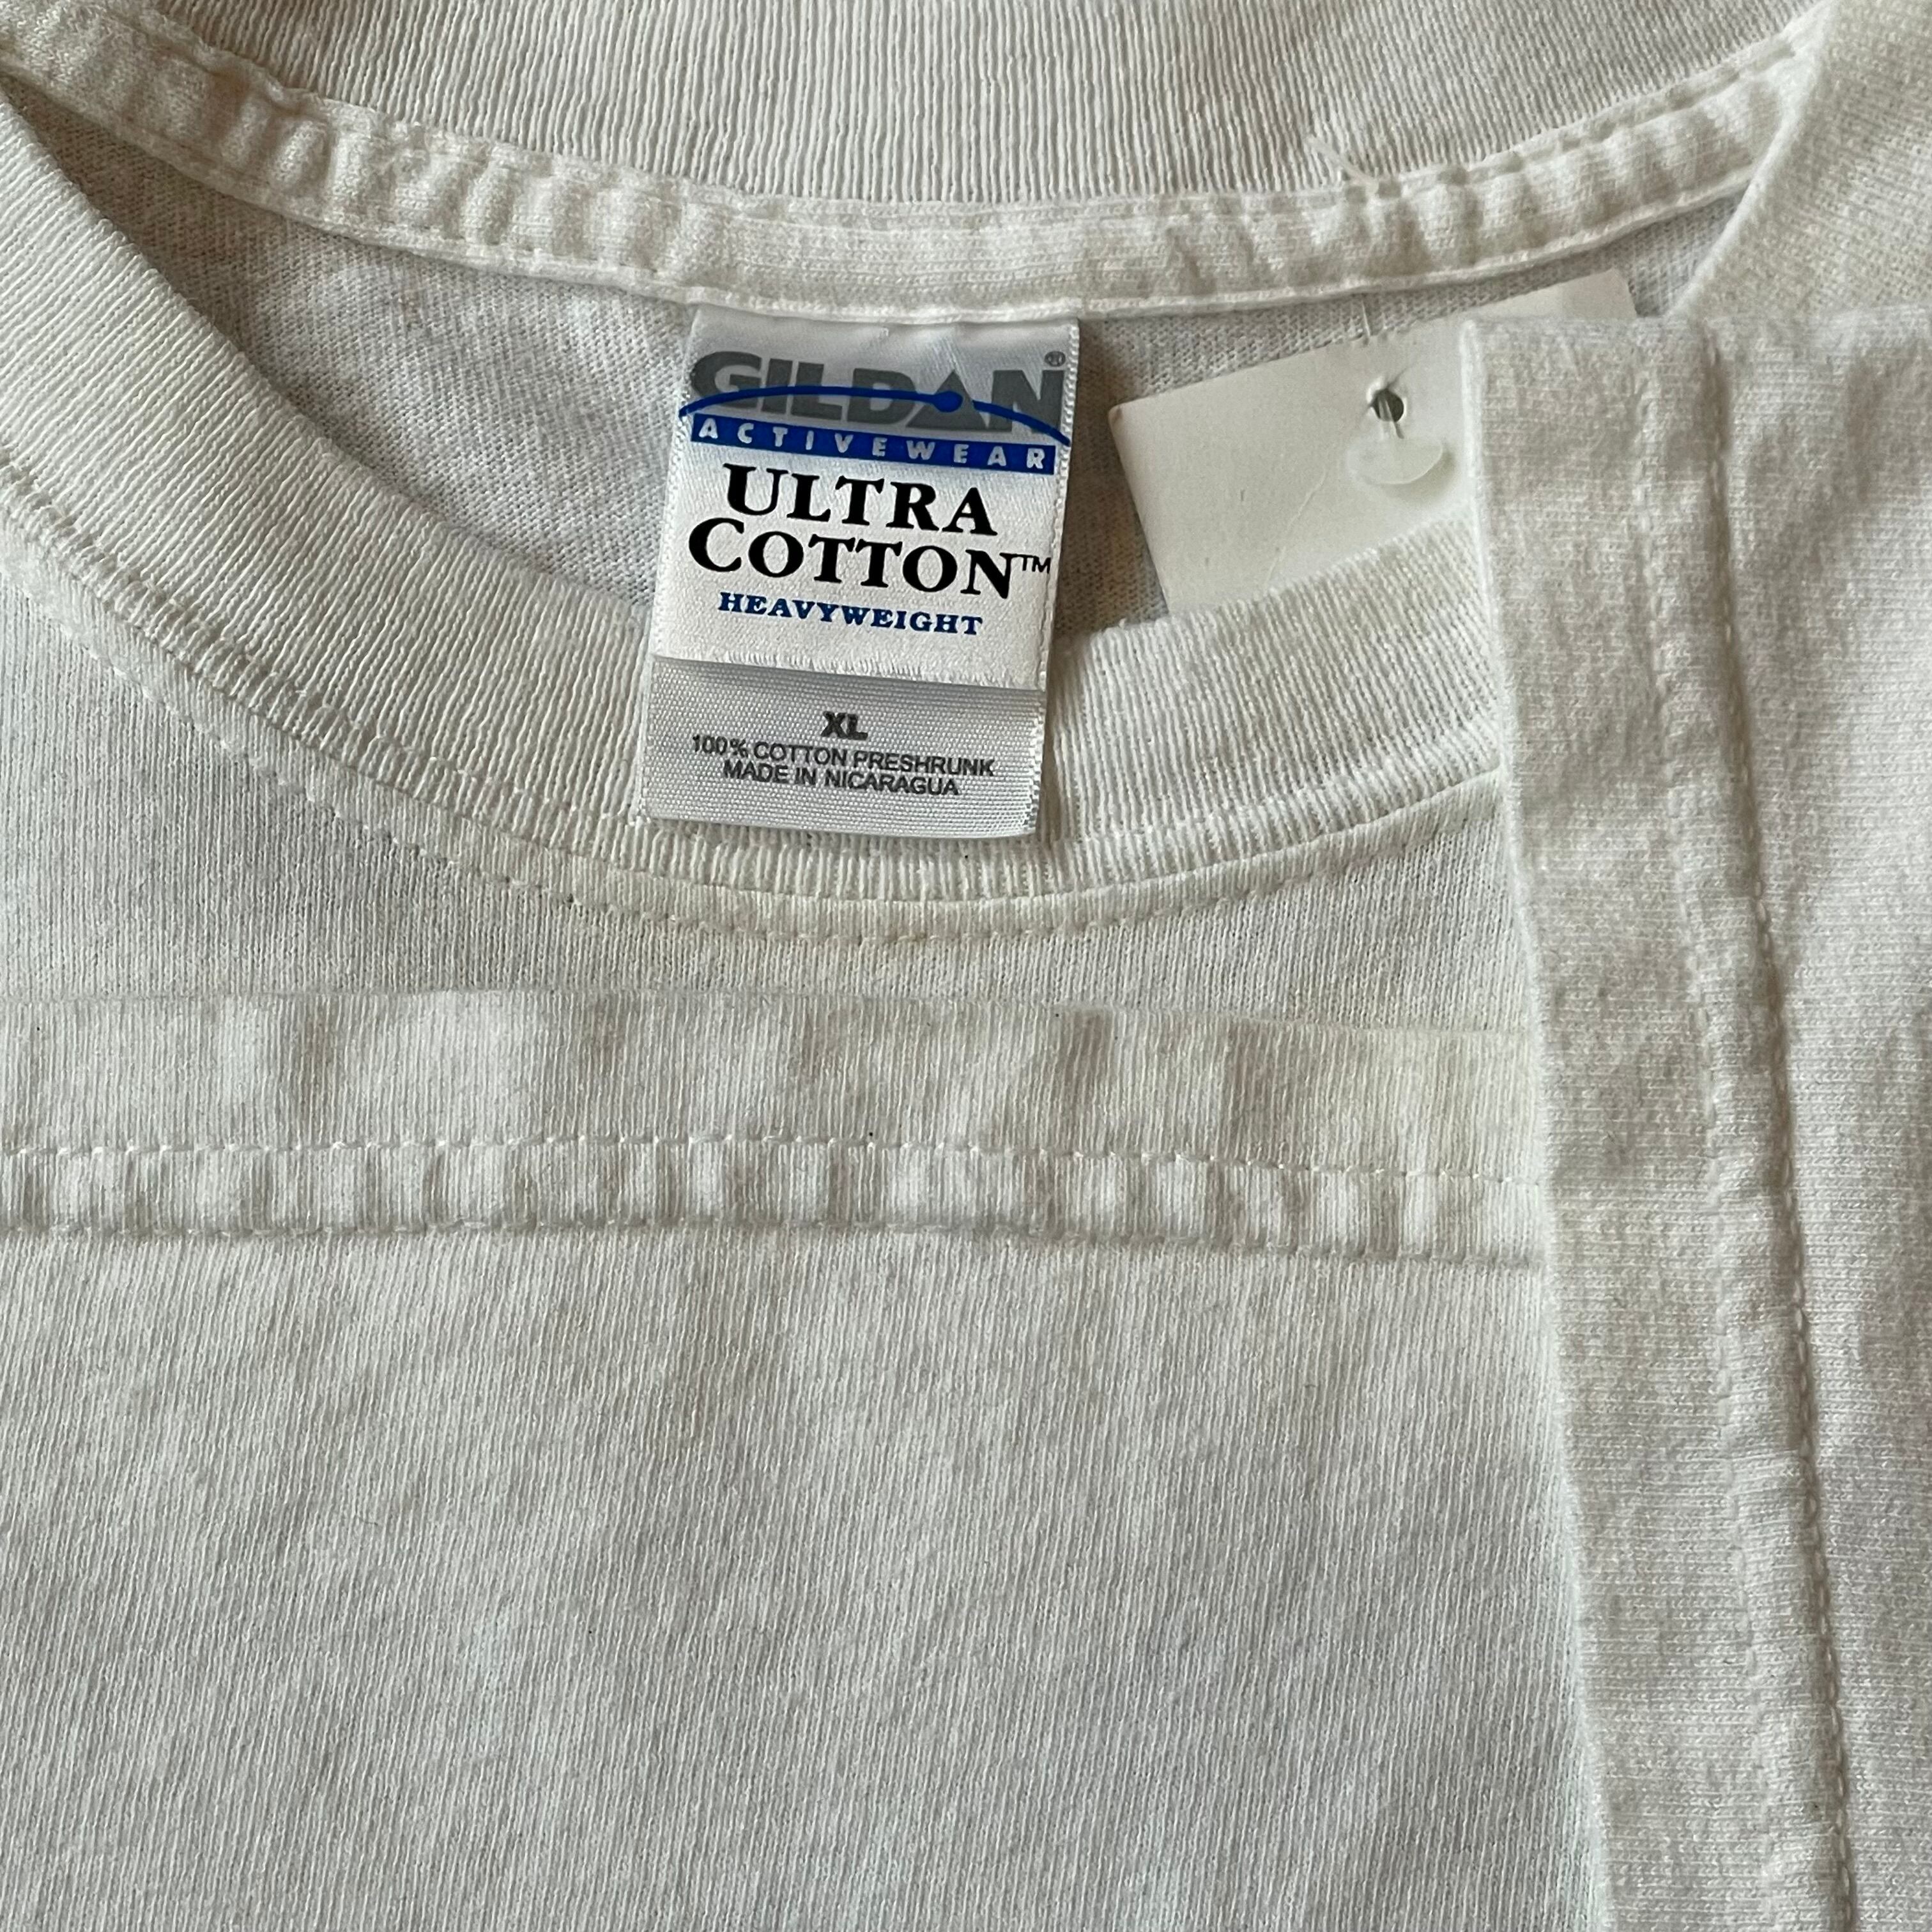 GILDAN®
ACTIVEWEAR
ULTRA
COTTON™
HEAVYWEIGHT
XL
100% COTTON PRESHRUNK
MADE IN NICARAGUA